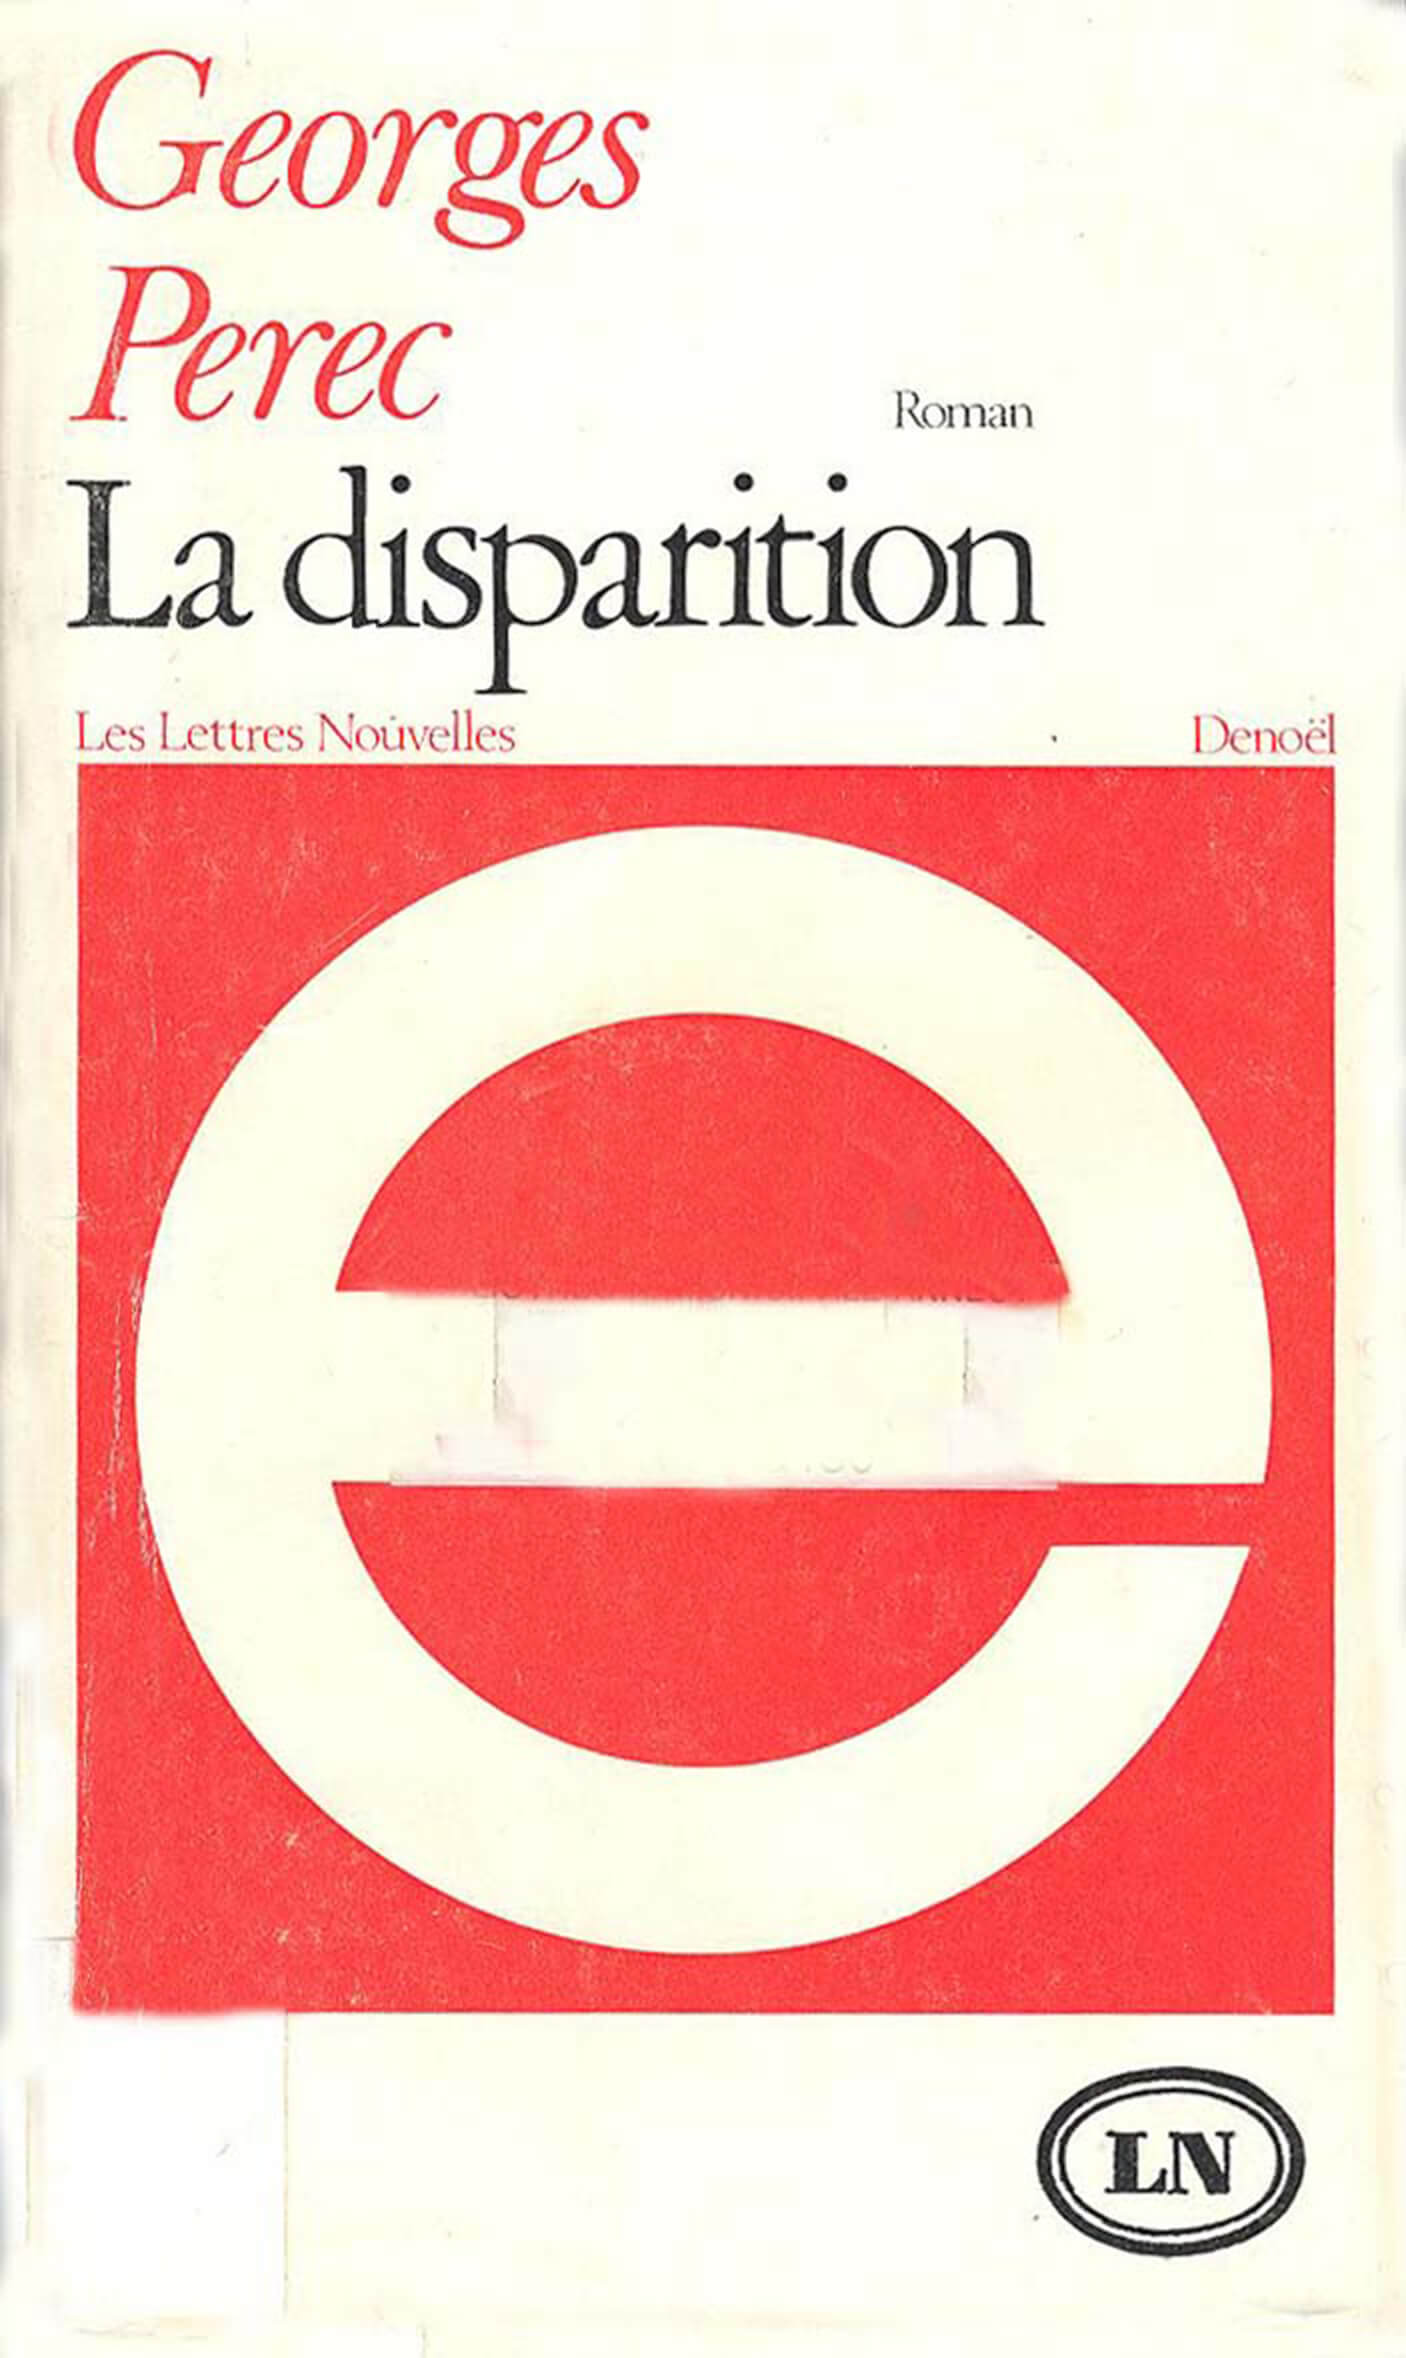 Georges
Perec
Roman
La disparition
Les Lettres Nouvelles
Denoël
e
LN